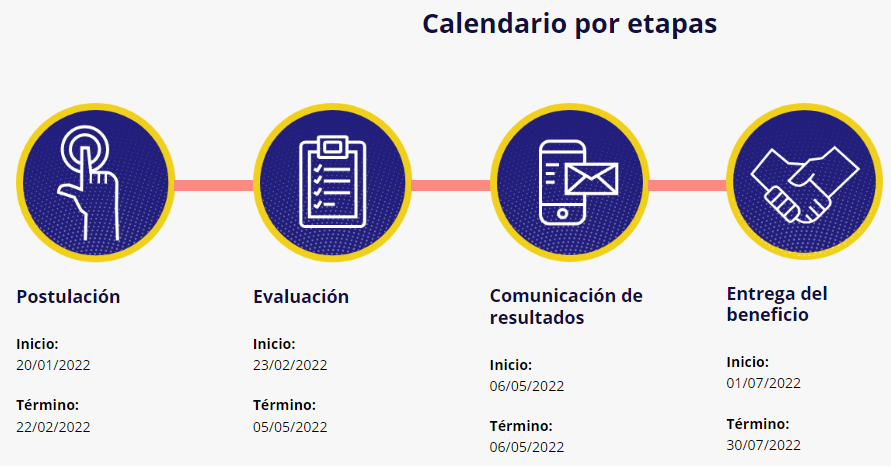 Calendario por etapas
Postulación
Inicio:
20/01/2022
Término:
22/02/2022
Evaluación
Inicio:
23/02/2022
Término:
05/05/2022
Comunicación de
resultados
Inicio:
06/05/2022
Término:
06/05/2022
Entrega del
beneficio
Inicio:
01/07/2022
Término:
30/07/2022